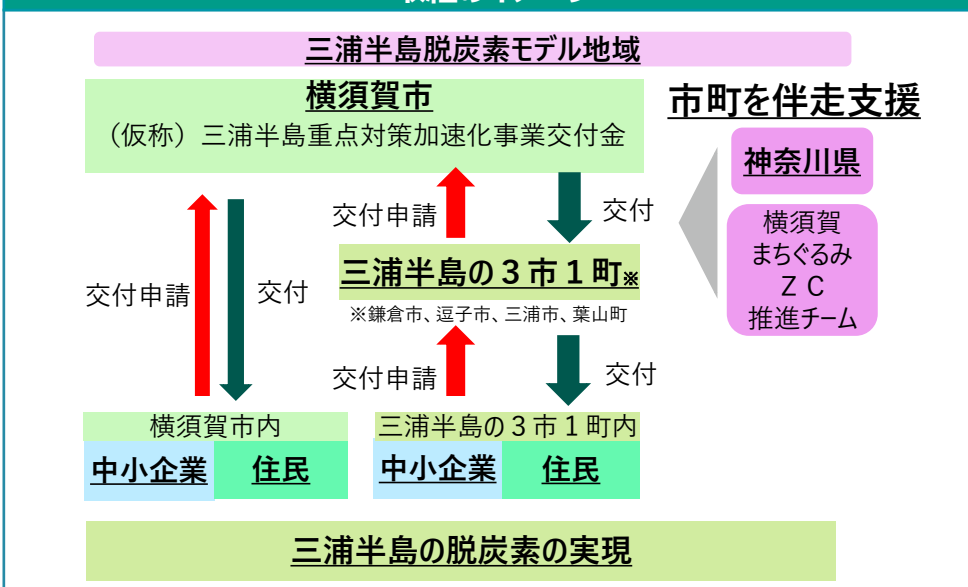 三浦半島脱炭素モデル地域
横須賀市
（仮称）三浦半島重点対策加速化事業交付金
市町を伴走支援
神奈川県
横須賀
まちぐるみ
ＺＣ
推進チーム
交付申請
交付
三浦半島の３市１町※
※鎌倉市、逗子市、三浦市、葉山町
交付申請
交付
交付申請
交付
横須賀市内
中小企業
住民
三浦半島の３市１町内
中小企業
住民
三浦半島の脱炭素の実現